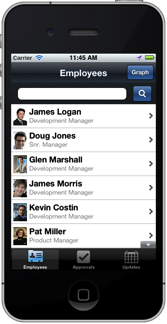 Carrier 11:45 AM
Employees Graph
James Logan
Development Manager
Doug Jones
Snr. Manager
Glen Marshall
Development Manager
James Morris
Development Manager
Kevin Costin
Development Manager
Pat Miller
Product Manager
Employees Approvals Updates